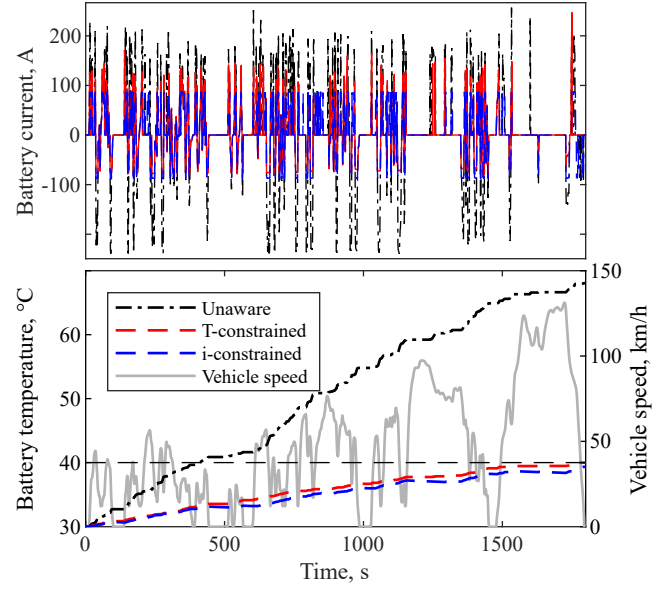 Battery current, A
200
100
0
-100
Battery temperature, °C
60
50
40
30
Unaware
T-constrained
i-constrained
Vehicle speed
150
100
50
0
Vehicle speed, km/h
0 500 1000 1500
Time, s